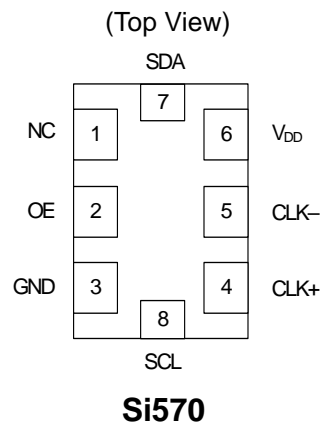 (Top View)
SDA
7
NC 1 6 VDD
OE 2 5 CLK–
GND 3 4 CLK+
8
SCL
Si570